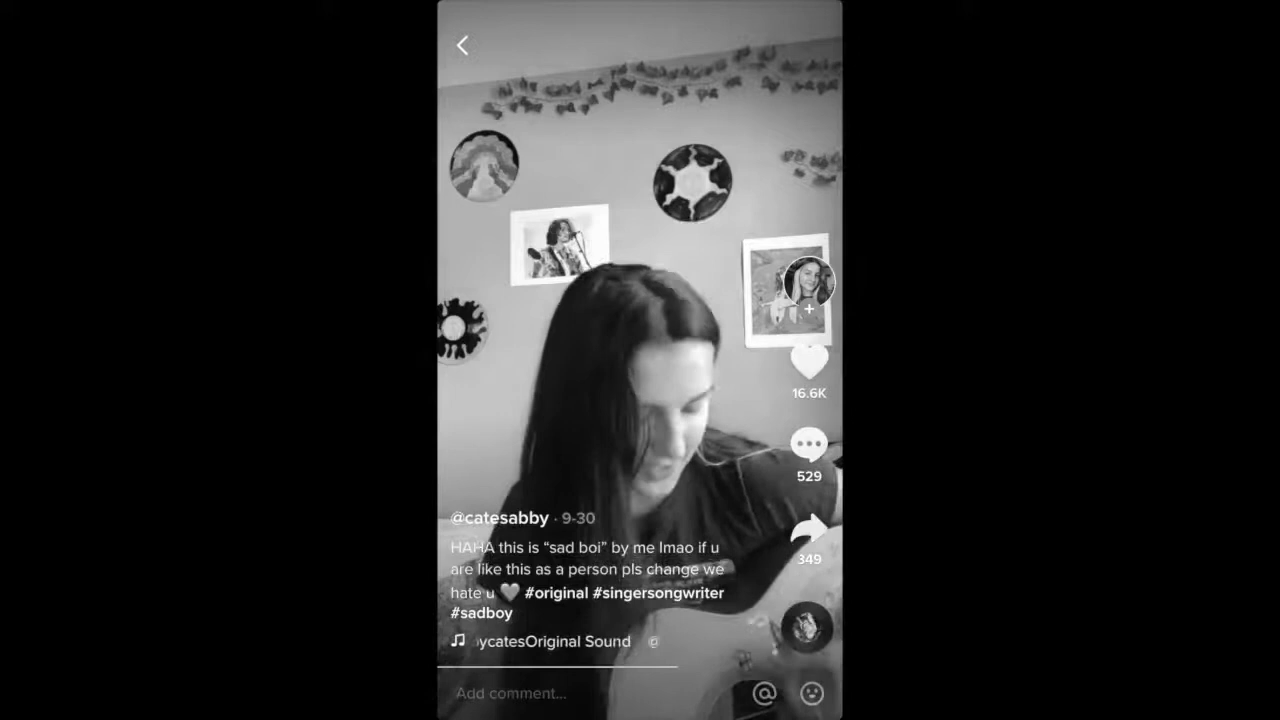 16.6K
529
@catesabby · 9-30
349
HAHA this is “sad boi” by me lmao if u
are like this as a person pls change we
hate u 🤍 #original #singersongwriter
#sadboy
ycatesOriginal Sound
Add comment...